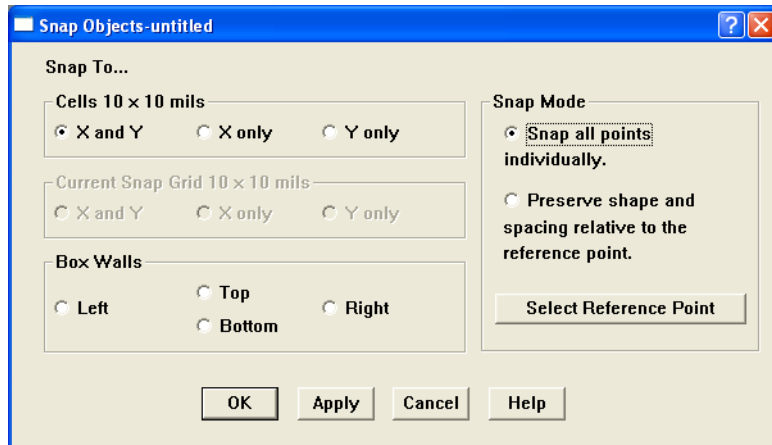 Snap Objects-untitled
Snap To...
Cells 10 x 10 mils
X and Y X only Y only
Current Snap Grid 10 x 10 mils
X and Y X only Y only
Box Walls
Left Top Bottom Right
Snap Mode
Snap all points
individually.
Preserve shape and
spacing relative to the
reference point.
Select Reference Point
OK Apply Cancel Help